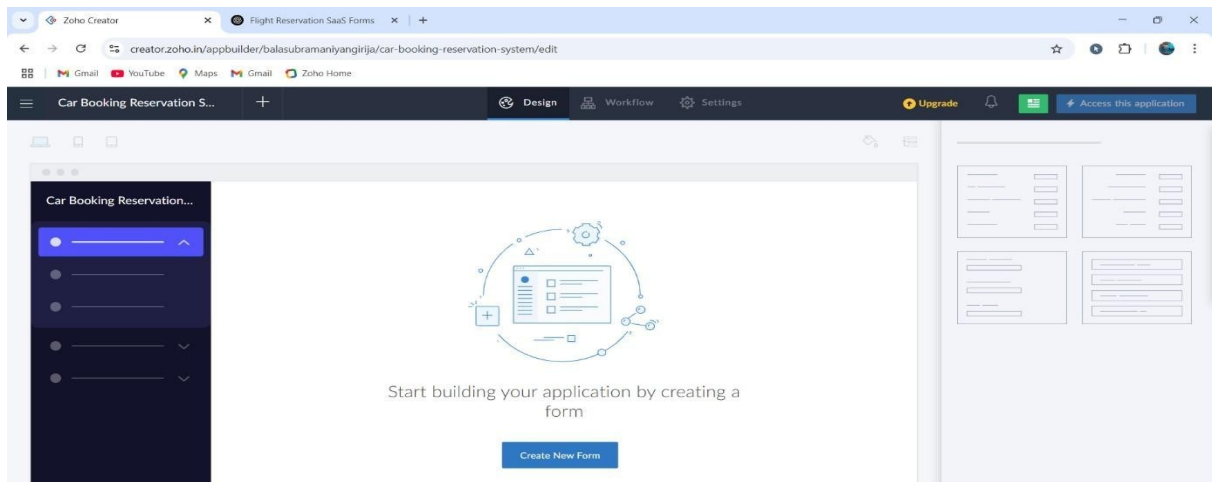 Zoho Creator
Flight Reservation SaaS Forms
creator.zoho.in/appbuilder/balasubramaniyangirija/car-booking-reservation-system/edit
Gmail YouTube Maps Gmail Zoho Home
Car Booking Reservation S... Design Workflow Settings Upgrade Access this application
Car Booking Reservation...
Start building your application by creating a
form
Create New Form